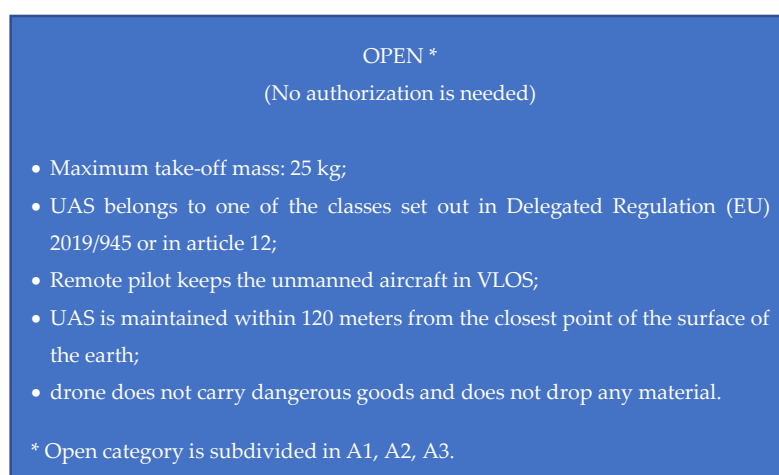 OPEN *
(No authorization is needed)
• Maximum take-off mass: 25 kg;
• UAS belongs to one of the classes set out in Delegated Regulation (EU)
2019/945 or in article 12;
• Remote pilot keeps the unmanned aircraft in VLOS;
• UAS is maintained within 120 meters from the closest point of the surface of
the earth;
• drone does not carry dangerous goods and does not drop any material.
* Open category is subdivided in A1, A2, A3.